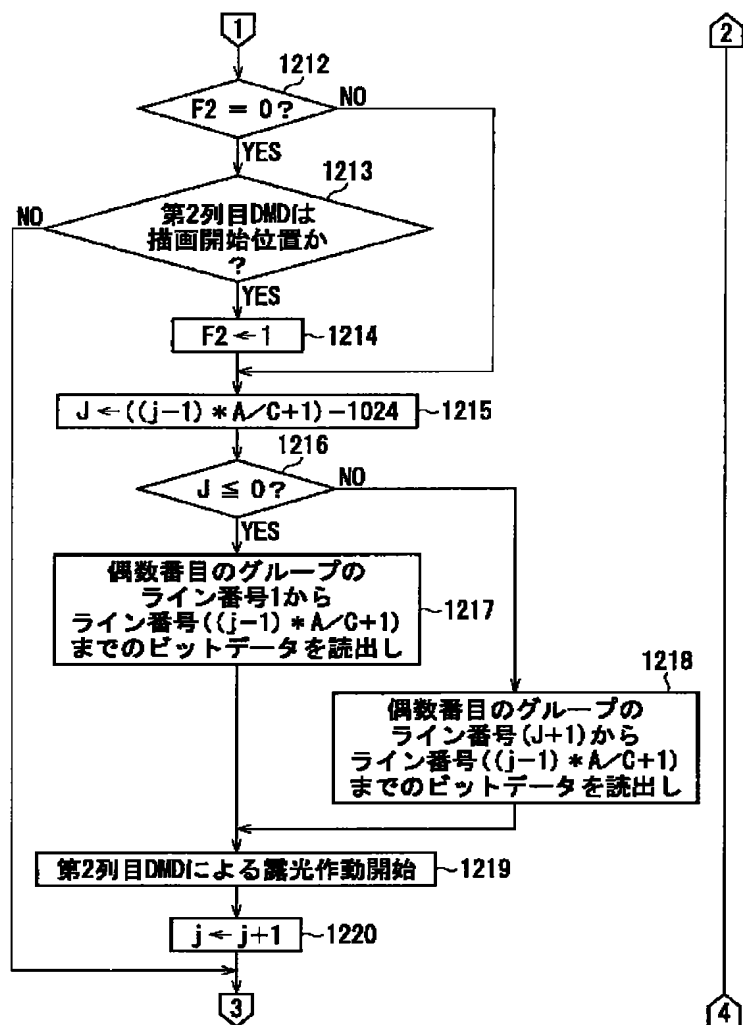 1
2
1212
F2 = 0?
NO
YES
1213
NO
第2列目DMDは
描画開始位置か
?
YES
F2←1
1214
J←((j−1)*A/C+1)−1024
1215
1216
J≦0?
NO
YES
偶数番目のグループの
ライン番号1から
ライン番号((j−1)*A/C+1)
までのビットデータを読出し
1217
1218
偶数番目のグループの
ライン番号(J+1)から
ライン番号((j−1)*A/C+1)
までのビットデータを読出し
第2列目DMDによる露光作動開始
1219
j←j+1
1220
3
4